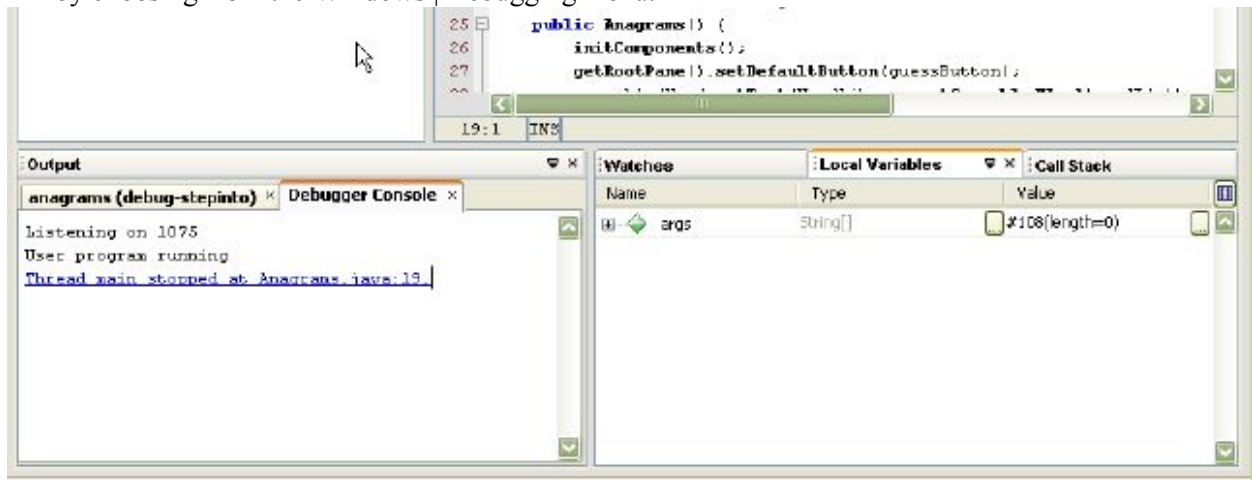 25 public Anagrams() {
26 initComponents();
27 getRootPane().setDefaultButton(guessButton);
19:1 INS
Output
anagrams (debug-stepinto) Debugger Console
Listening on 1075
User program running
Thread main stopped at Anagrams.java:19.
Watches Local Variables Call Stack
Name Type Value
args String[] #108(length=0)